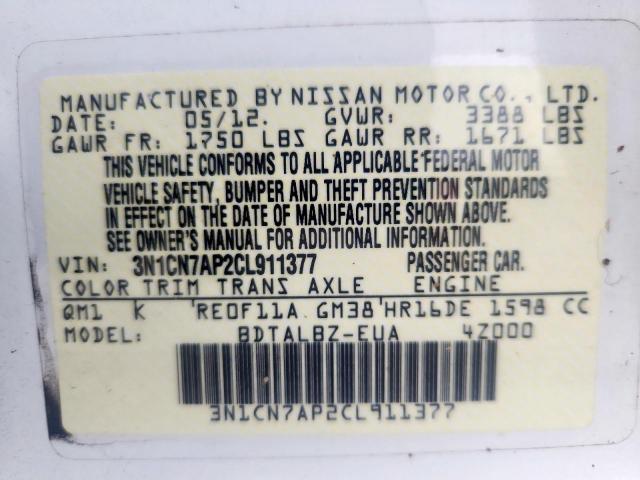 MANUFACTURED BY NISSAN MOTOR CO., LTD.
DATE: 05/12. GVWR: 3388 LBS
GAWR FR: 1750 LBS GAWR RR: 1671 LBS
THIS VEHICLE CONFORMS TO ALL APPLICABLE FEDERAL MOTOR
VEHICLE SAFETY, BUMPER AND THEFT PREVENTION STANDARDS
IN EFFECT ON THE DATE OF MANUFACTURE SHOWN ABOVE.
SEE OWNER'S MANUAL FOR ADDITIONAL INFORMATION.
VIN: 3N1CN7AP2CL911377 PASSENGER CAR.
COLOR TRIM TRANS AXLE ENGINE
QM1 K RE0F11A GM38 HR16DE 1598 CC
MODEL: BDTALBZ-EUA 4Z000
3N1CN7AP2CL911377